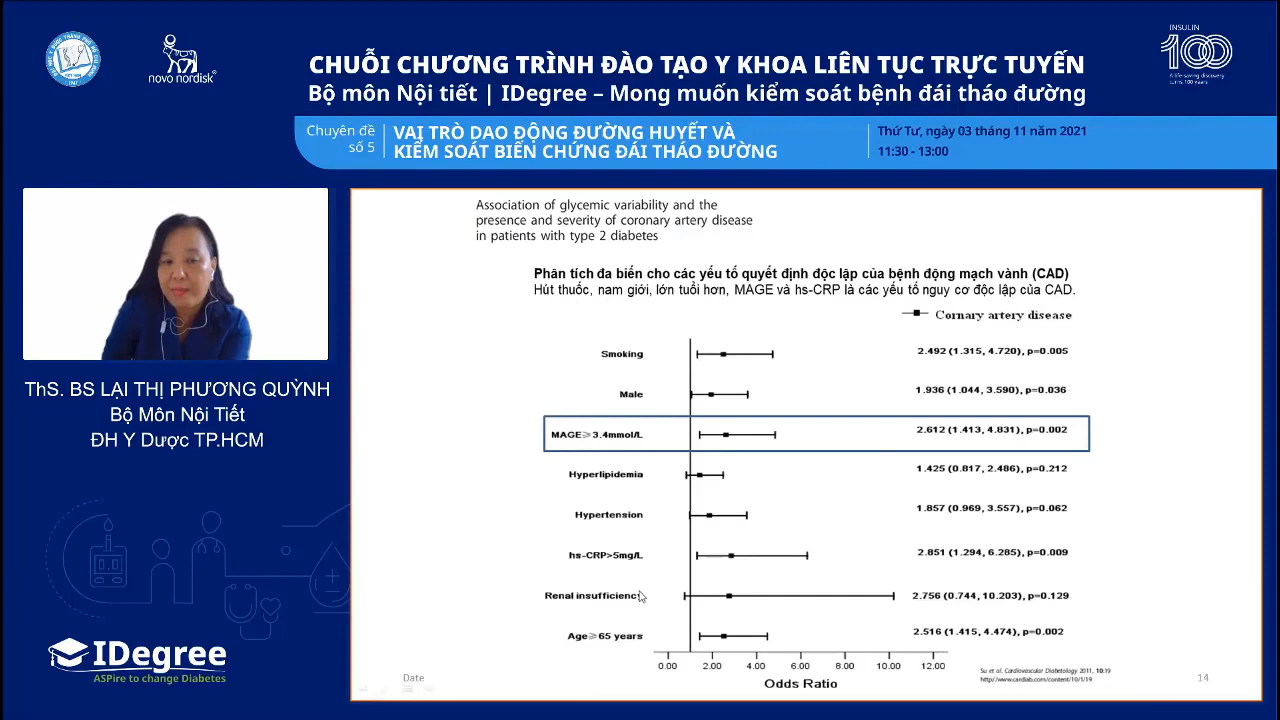 novo nordisk®
CHUỖI CHƯƠNG TRÌNH ĐÀO TẠO Y KHOA LIÊN TỤC TRỰC TUYẾN
Bộ môn Nội tiết | IDegree – Mong muốn kiểm soát bệnh đái tháo đường
INSULIN
100
A life-saving discovery
turns 100 years
Chuyên đề
số 5
VAI TRÒ DAO ĐỘNG ĐƯỜNG HUYẾT VÀ
KIỂM SOÁT BIẾN CHỨNG ĐÁI THÁO ĐƯỜNG
Thứ Tư, ngày 03 tháng 11 năm 2021
11:30 - 13:00
ThS. BS LẠI THỊ PHƯƠNG QUỲNH
Bộ Môn Nội Tiết
ĐH Y Dược TP.HCM
IDegree
ASPire to change Diabetes
Association of glycemic variability and the
presence and severity of coronary artery disease
in patients with type 2 diabetes
Phân tích đa biến cho các yếu tố quyết định độc lập của bệnh động mạch vành (CAD)
Hút thuốc, nam giới, lớn tuổi hơn, MAGE và hs-CRP là các yếu tố nguy cơ độc lập của CAD.
Cornary artery disease
Smoking 2.492 (1.315, 4.720), p=0.005
Male 1.936 (1.044, 3.590), p=0.036
MAGE≥3.4mmol/L 2.612 (1.413, 4.831), p=0.002
Hyperlipidemia 1.425 (0.817, 2.486), p=0.212
Hypertension 1.857 (0.969, 3.557), p=0.062
hs-CRP>5mg/L 2.851 (1.294, 6.285), p=0.009
Renal insufficiency 2.756 (0.744, 10.203), p=0.129
Age≥65 years 2.516 (1.415, 4.474), p=0.002
0.00 2.00 4.00 6.00 8.00 10.00 12.00
Odds Ratio
Su et al. Cardiovascular Diabetology 2011, 10:19
http://www.cardiab.com/content/10/1/19
Date
14